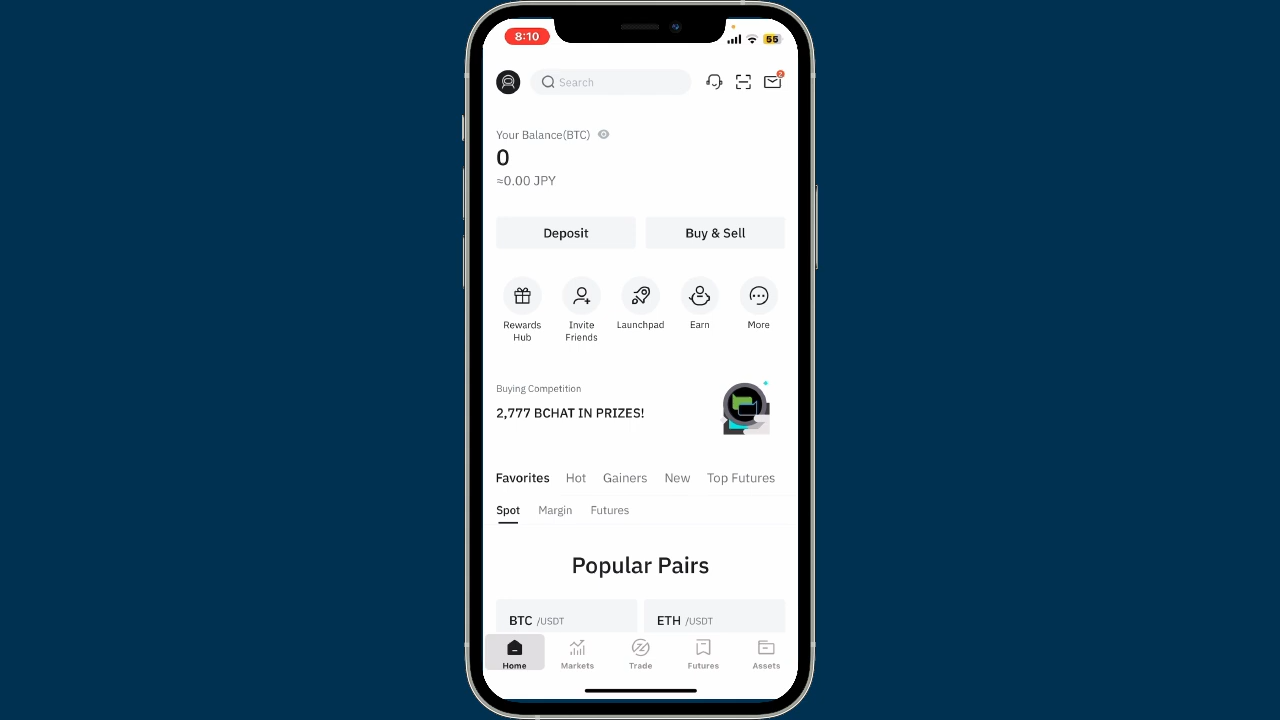 8:10
55
Search
2
Your Balance(BTC)
0
≈0.00 JPY
Deposit
Buy & Sell
Rewards Hub
Invite Friends
Launchpad
Earn
More
Buying Competition
2,777 BCHAT IN PRIZES!
Favorites Hot Gainers New Top Futures
Spot Margin Futures
Popular Pairs
BTC /USDT
ETH /USDT
Home Markets Trade Futures Assets